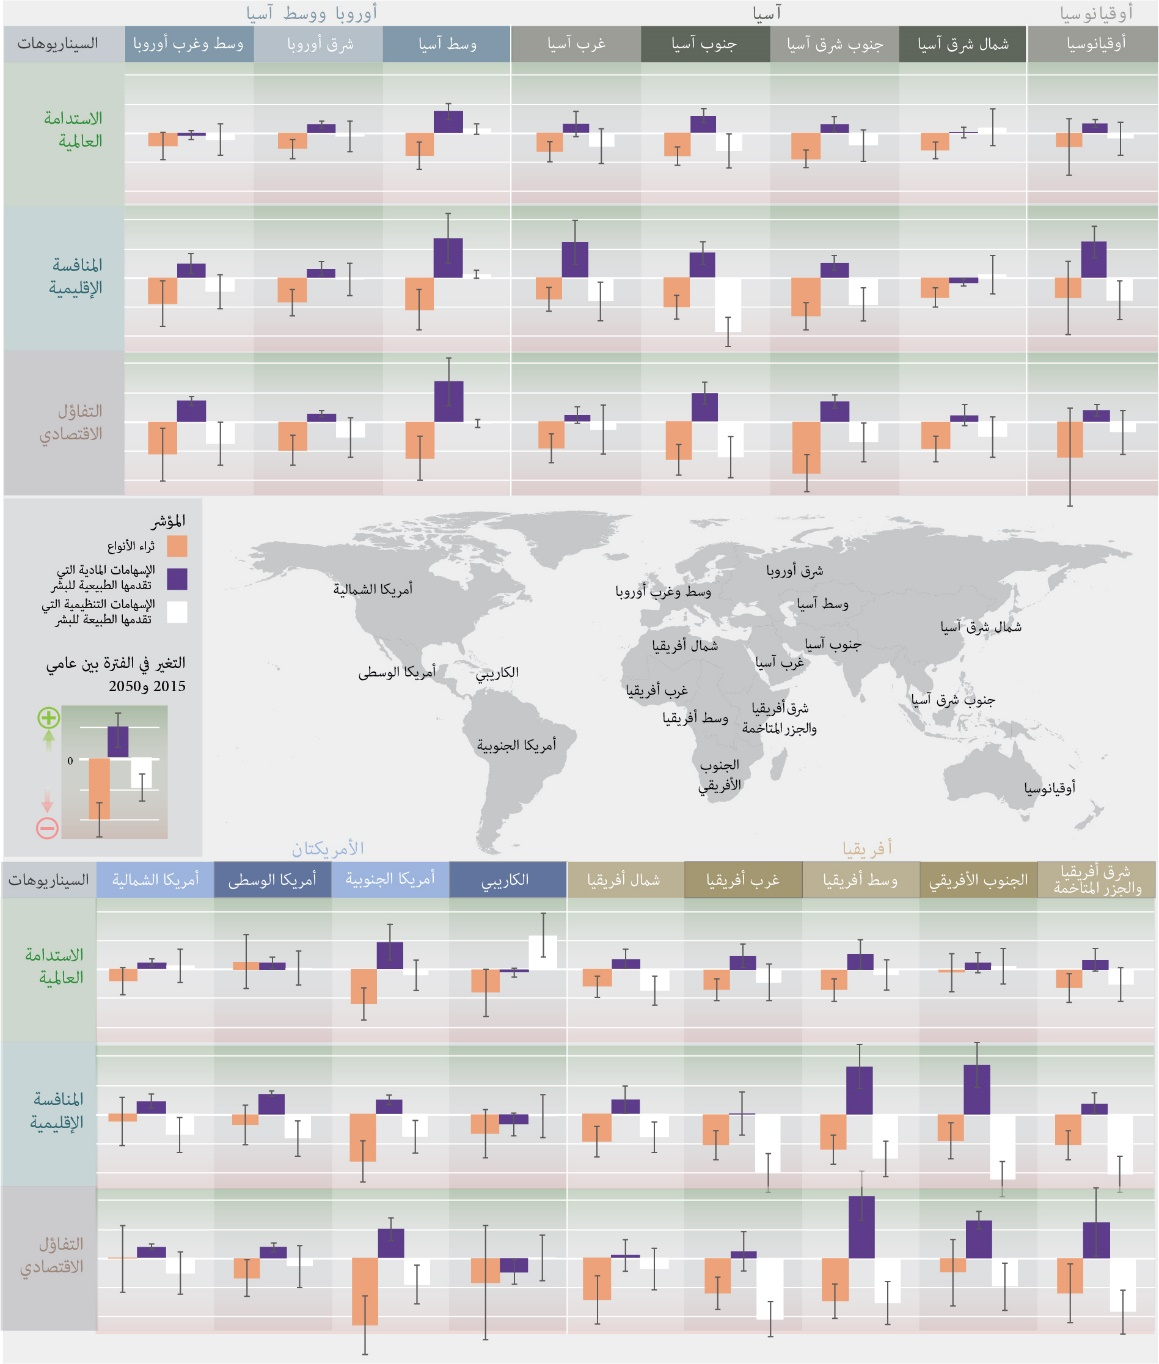 أوقيانوسيا
آسيا
أوروبا ووسط آسيا
السيناريوهات
وسط وغرب أوروبا
شرق أوروبا
وسط آسيا
غرب آسيا
جنوب آسيا
جنوب شرق آسيا
شمال شرق آسيا
أوقيانوسيا
الاستدامة
العالمية
المنافسة
الإقليمية
التفاؤل
الاقتصادي
المؤشر
ثراء الأنواع
الإسهامات المادية التي
تقدمها الطبيعية للبشر
الإسهامات التنظيمية التي
تقدمها الطبيعة للبشر
التغير في الفترة بين عامي
2015 و2050
0
أمريكا الشمالية
أمريكا الوسطى
الكاريبي
أمريكا الجنوبية
شرق أوروبا
وسط وغرب أوروبا
وسط آسيا
شمال شرق آسيا
جنوب آسيا
غرب آسيا
شمال أفريقيا
غرب أفريقيا
وسط أفريقيا
شرق أفريقيا
والجزر المتاخمة
الجنوب
الأفريقي
جنوب شرق آسيا
أوقيانوسيا
أفريقيا
الأمريكتان
السيناريوهات
أمريكا الشمالية
أمريكا الوسطى
أمريكا الجنوبية
الكاريبي
شمال أفريقيا
غرب أفريقيا
وسط أفريقيا
الجنوب الأفريقي
شرق أفريقيا
والجزر المتاخمة
الاستدامة
العالمية
المنافسة
الإقليمية
التفاؤل
الاقتصادي